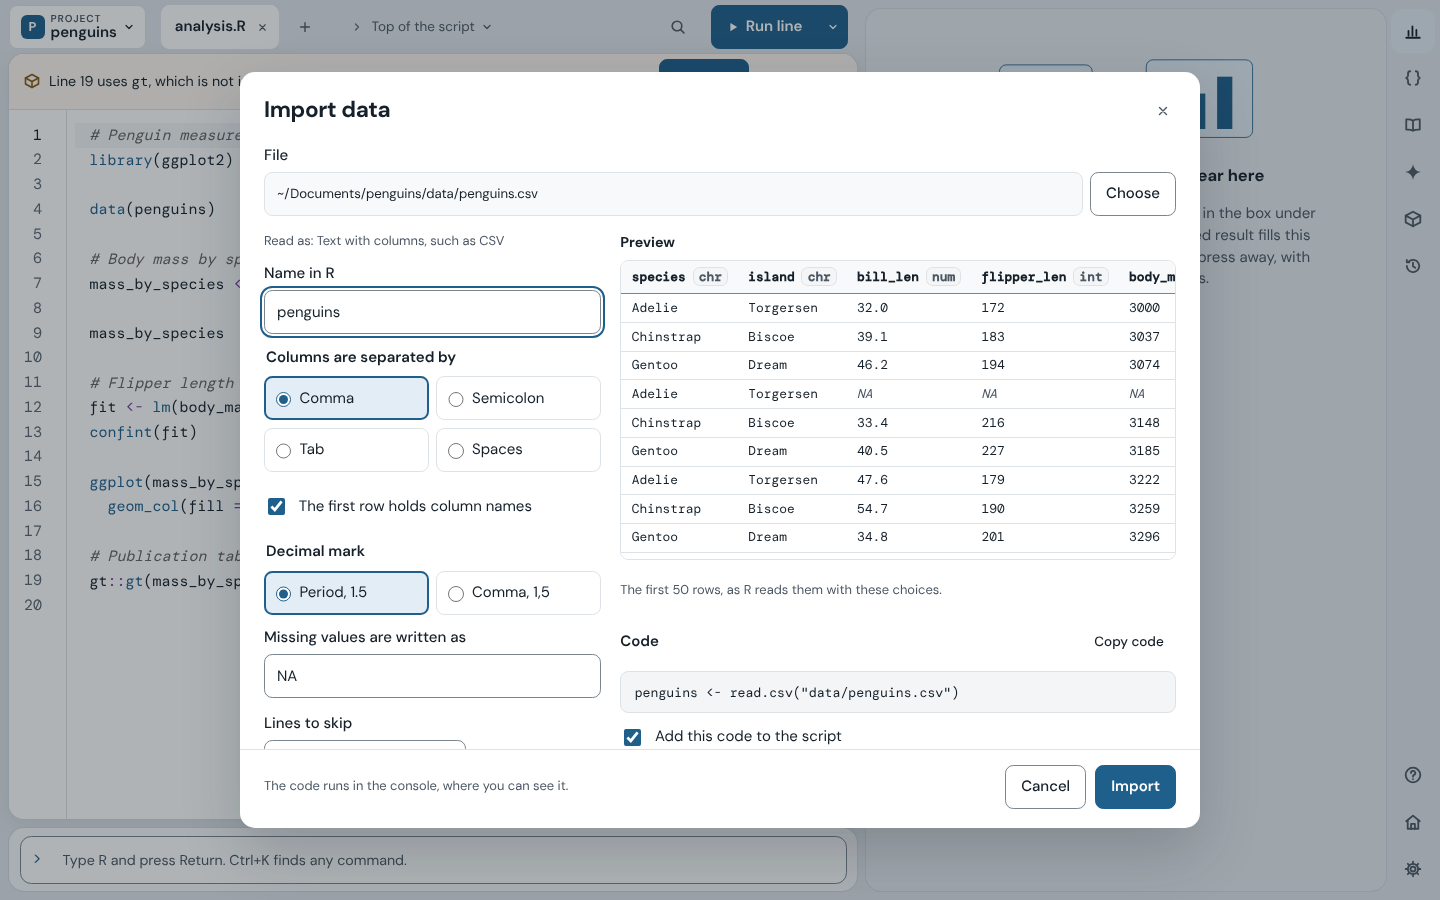 P
PROJECT
penguins
analysis.R
Top of the script
Run line
Line 19 uses gt, which is not i
1 # Penguin measure
2 library(ggplot2)
3
4 data(penguins)
5
6 # Body mass by sp
7 mass_by_species <
8
9 mass_by_species
10
11 # Flipper length
12 fit <- lm(body_ma
13 confint(fit)
14
15 ggplot(mass_by_sp
16 geom_col(fill =
17
18 # Publication tab
19 gt::gt(mass_by_sp
20
Type R and press Return. Ctrl+K finds any command.
ear here
in the box under
d result fills this
press away, with
s.
Import data
File
~/Documents/penguins/data/penguins.csv
Choose
Read as: Text with columns, such as CSV
Name in R
penguins
Columns are separated by
Comma
Semicolon
Tab
Spaces
The first row holds column names
Decimal mark
Period, 1.5
Comma, 1,5
Missing values are written as
NA
Lines to skip
Preview
species chr island chr bill_len num flipper_len int body_m
Adelie Torgersen 32.0 172 3000
Chinstrap Biscoe 39.1 183 3037
Gentoo Dream 46.2 194 3074
Adelie Torgersen NA NA NA
Chinstrap Biscoe 33.4 216 3148
Gentoo Dream 40.5 227 3185
Adelie Torgersen 47.6 179 3222
Chinstrap Biscoe 54.7 190 3259
Gentoo Dream 34.8 201 3296
The first 50 rows, as R reads them with these choices.
Code
Copy code
penguins <- read.csv("data/penguins.csv")
Add this code to the script
The code runs in the console, where you can see it.
Cancel
Import